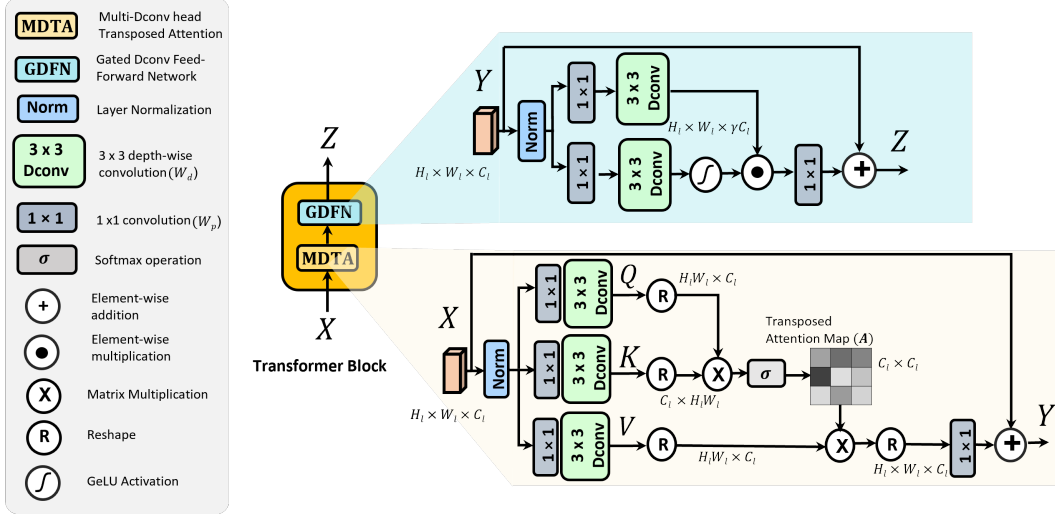 MDTA
Multi-Dconv head
Transposed Attention
GDFN
Gated Dconv Feed-
Forward Network
Norm
Layer Normalization
3 x 3
Dconv
3 x 3 depth-wise
convolution(W_d)
1 × 1
1 x1 convolution(W_p)
σ
Softmax operation
+
Element-wise
addition
Element-wise
multiplication
X
Matrix Multiplication
R
Reshape
∫
GeLU Activation
Z
GDFN
MDTA
X
Transformer Block
Y
H_l × W_l × C_l
Norm
1 × 1
3 x 3
Dconv
H_l × W_l × γC_l
1 × 1
3 x 3
Dconv
∫
1 × 1
+
Z
X
H_l × W_l × C_l
Norm
1 × 1
3 x 3
Dconv
Q
R
H_lW_l × C_l
1 × 1
3 x 3
Dconv
K
R
C_l × H_lW_l
X
σ
Transposed
Attention Map (A)
C_l × C_l
1 × 1
3 x 3
Dconv
V
R
H_lW_l × C_l
X
R
H_l × W_l × C_l
1 × 1
+
Y